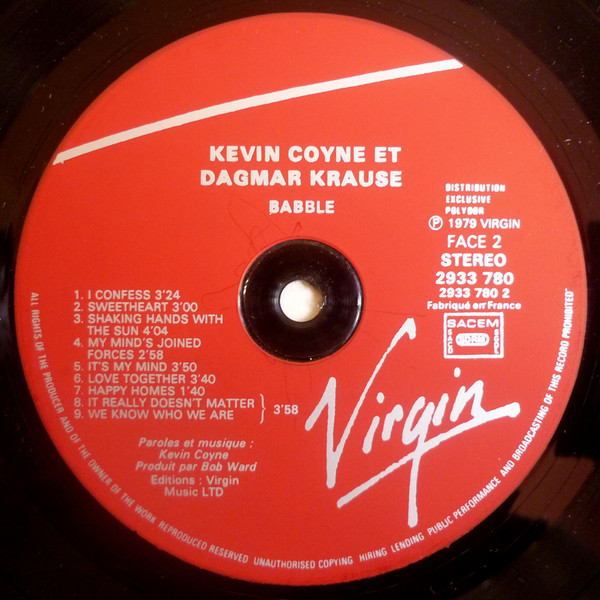 KEVIN COYNE ET
DAGMAR KRAUSE
BABBLE
DISTRIBUTION
EXCLUSIVE
POLYDOR
Ⓟ 1979 VIRGIN
FACE 2
STEREO
2933 780
2933 780 2
Fabriqué en France
SACEM
SACD
SDRM
SGDL
1. I CONFESS 3'24
2. SWEETHEART 3'00
3. SHAKING HANDS WITH
THE SUN 4'04
4. MY MIND'S JOINED
FORCES 2'58
5. IT'S MY MIND 3'50
6. LOVE TOGETHER 3'40
7. HAPPY HOMES 1'40
8. IT REALLY DOESN'T MATTER
9. WE KNOW WHO WE ARE } 3'58
Paroles et musique :
Kevin Coyne
Produit par Bob Ward
Editions : Virgin
Music LTD
Virgin
ALL RIGHTS OF THE PRODUCER AND OF THE OWNER OF THE WORK REPRODUCED RESERVED UNAUTHORISED COPYING HIRING LENDING PUBLIC PERFORMANCE AND BROADCASTING OF THIS RECORD PROHIBITED